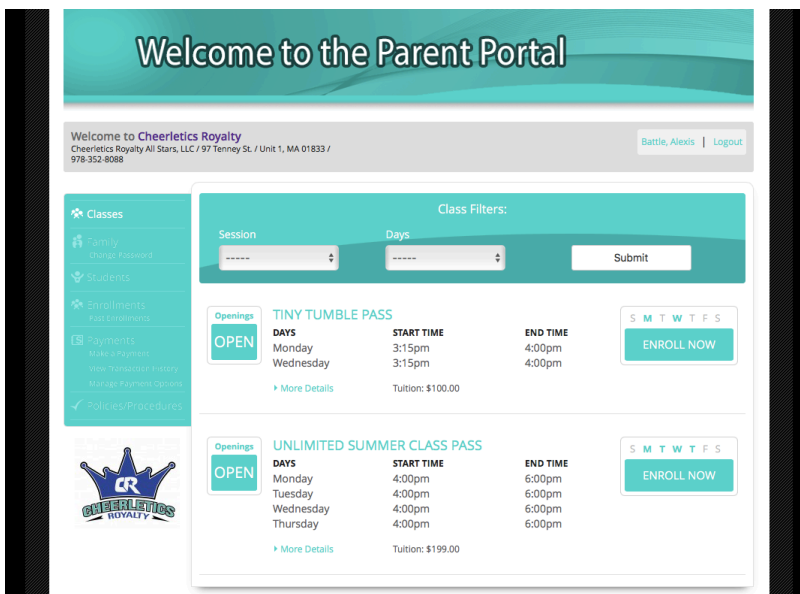 Welcome to the Parent Portal
Welcome to Cheerletics Royalty
Cheerletics Royalty All Stars, LLC / 97 Tenney St. / Unit 1, MA 01833 /
978-352-8088
Battle, Alexis | Logout
Classes
Family
Change Password
Students
Enrollments
Past Enrollments
Payments
Make a Payment
View Transaction History
Manage Payment Options
Policies/Procedures
CR
CHEERLETICS
ROYALTY
Class Filters:
Session Days
----- ----- Submit
Openings
OPEN
TINY TUMBLE PASS
DAYS START TIME END TIME
Monday 3:15pm 4:00pm
Wednesday 3:15pm 4:00pm
More Details Tuition: $100.00
S M T W T F S
ENROLL NOW
Openings
OPEN
UNLIMITED SUMMER CLASS PASS
DAYS START TIME END TIME
Monday 4:00pm 6:00pm
Tuesday 4:00pm 6:00pm
Wednesday 4:00pm 6:00pm
Thursday 4:00pm 6:00pm
More Details Tuition: $199.00
S M T W T F S
ENROLL NOW